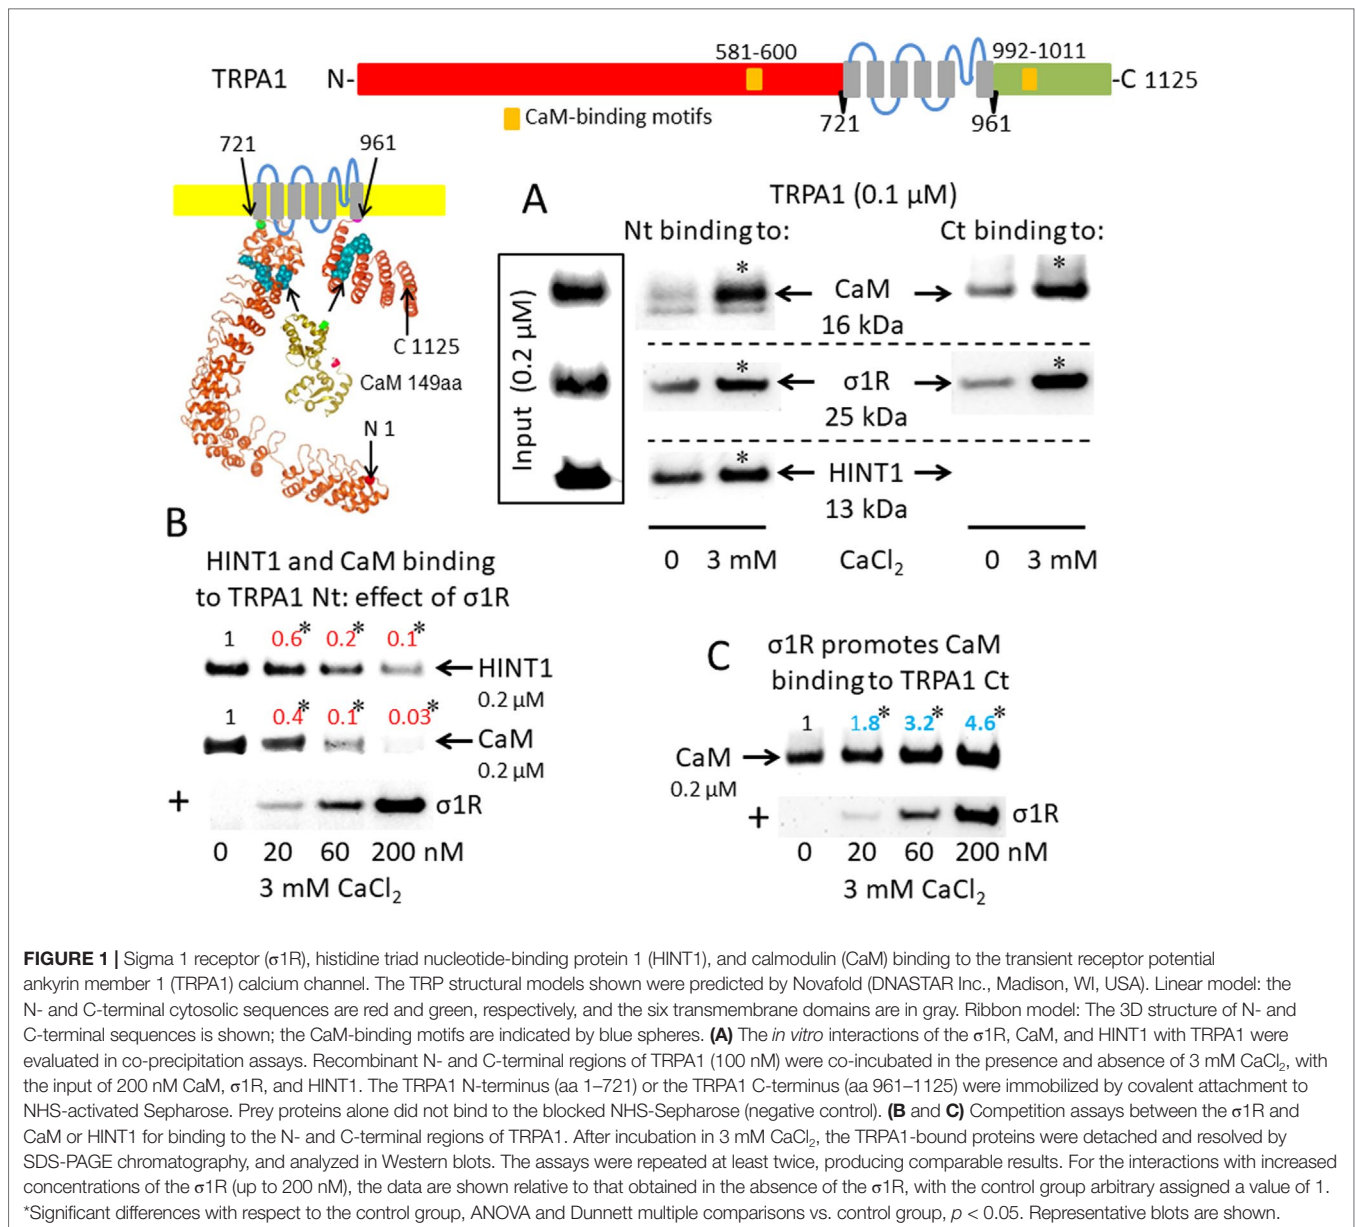 581-600
992-1011
TRPA1
N-
-C 1125
CaM-binding motifs
721
961
721
961
C 1125
CaM 149aa
N 1
A
TRPA1 (0.1 μM)
Nt binding to:
Ct binding to:
Input (0.2 μM)
*
*
CaM
16 kDa
*
*
σ1R
25 kDa
*
HINT1
13 kDa
0 3 mM
CaCl₂
0 3 mM
B
HINT1 and CaM binding
to TRPA1 Nt: effect of σ1R
1 0.6* 0.2* 0.1*
HINT1
0.2 μM
1 0.4* 0.1* 0.03*
CaM
0.2 μM
+
σ1R
0 20 60 200 nM
3 mM CaCl₂
C
σ1R promotes CaM
binding to TRPA1 Ct
1 1.8* 3.2* 4.6*
CaM
0.2 μM
+
σ1R
0 20 60 200 nM
3 mM CaCl₂
FIGURE 1 | Sigma 1 receptor (σ1R), histidine triad nucleotide-binding protein 1 (HINT1), and calmodulin (CaM) binding to the transient receptor potential
ankyrin member 1 (TRPA1) calcium channel. The TRP structural models shown were predicted by Novafold (DNASTAR Inc., Madison, WI, USA). Linear model: the
N- and C-terminal cytosolic sequences are red and green, respectively, and the six transmembrane domains are in gray. Ribbon model: The 3D structure of N- and
C-terminal sequences is shown; the CaM-binding motifs are indicated by blue spheres. (A) The in vitro interactions of the σ1R, CaM, and HINT1 with TRPA1 were
evaluated in co-precipitation assays. Recombinant N- and C-terminal regions of TRPA1 (100 nM) were co-incubated in the presence and absence of 3 mM CaCl₂, with
the input of 200 nM CaM, σ1R, and HINT1. The TRPA1 N-terminus (aa 1–721) or the TRPA1 C-terminus (aa 961–1125) were immobilized by covalent attachment to
NHS-activated Sepharose. Prey proteins alone did not bind to the blocked NHS-Sepharose (negative control). (B and C) Competition assays between the σ1R and
CaM or HINT1 for binding to the N- and C-terminal regions of TRPA1. After incubation in 3 mM CaCl₂, the TRPA1-bound proteins were detached and resolved by
SDS-PAGE chromatography, and analyzed in Western blots. The assays were repeated at least twice, producing comparable results. For the interactions with increased
concentrations of the σ1R (up to 200 nM), the data are shown relative to that obtained in the absence of the σ1R, with the control group arbitrary assigned a value of 1.
*Significant differences with respect to the control group, ANOVA and Dunnett multiple comparisons vs. control group, p < 0.05. Representative blots are shown.